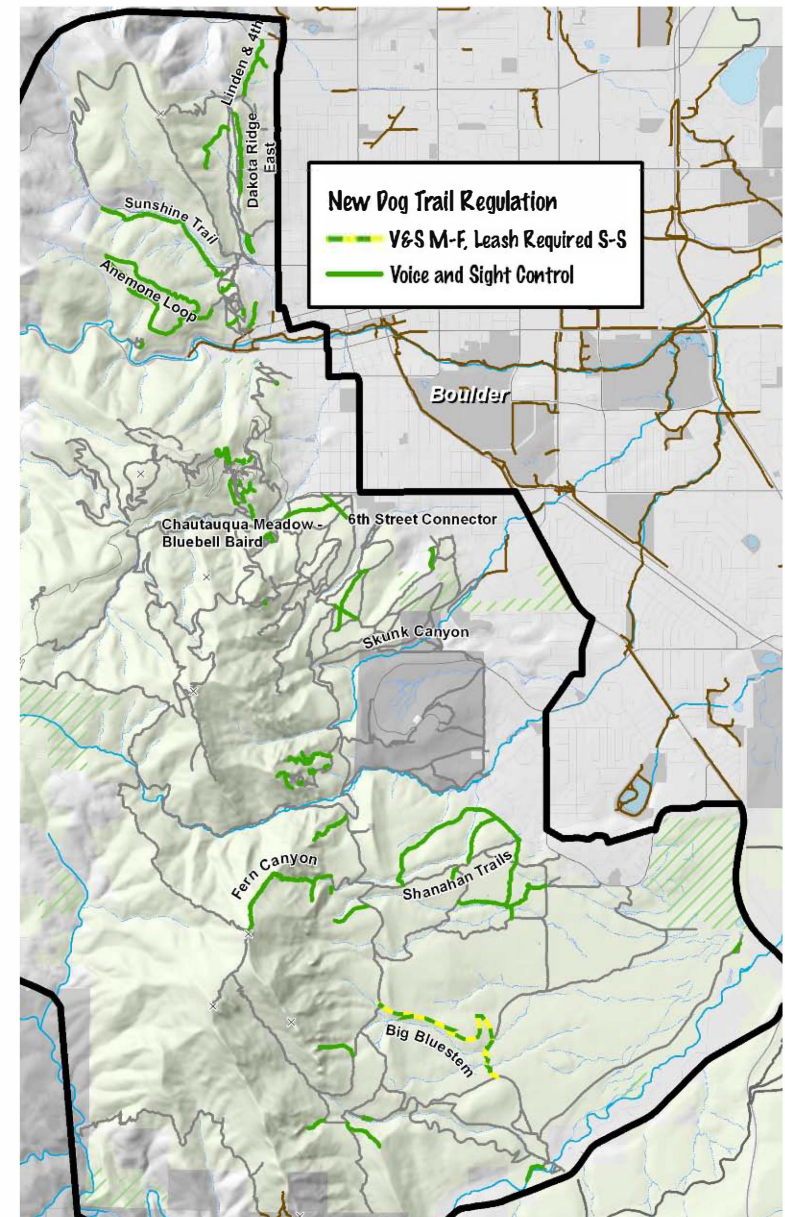 Linden & 4th
Dakota Ridge
East
New Dog Trail Regulation
V&S M-F, Leash Required S-S
Voice and Sight Control
Sunshine Trail
Anemone Loop
Boulder
Chautauqua Meadow -
Bluebell Baird
6th Street Connector
Skunk Canyon
Fern Canyon
Shanahan Trails
Big Bluestem